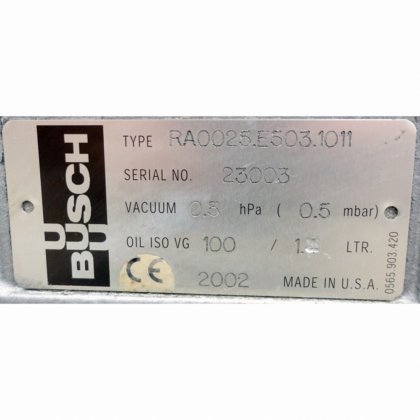 BUSCH
TYPE RA0025.E503.1011
SERIAL NO. 23003
VACUUM 0.5 hPa ( 0.5 mbar)
OIL ISO VG 100 / LTR.
CE 2002 MADE IN U.S.A.
0565.903.420